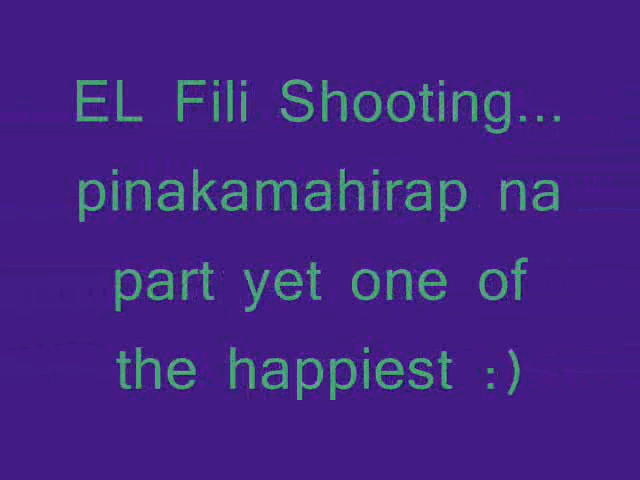 EL Fili Shooting...
pinakamahirap na
part yet one of
the happiest :)